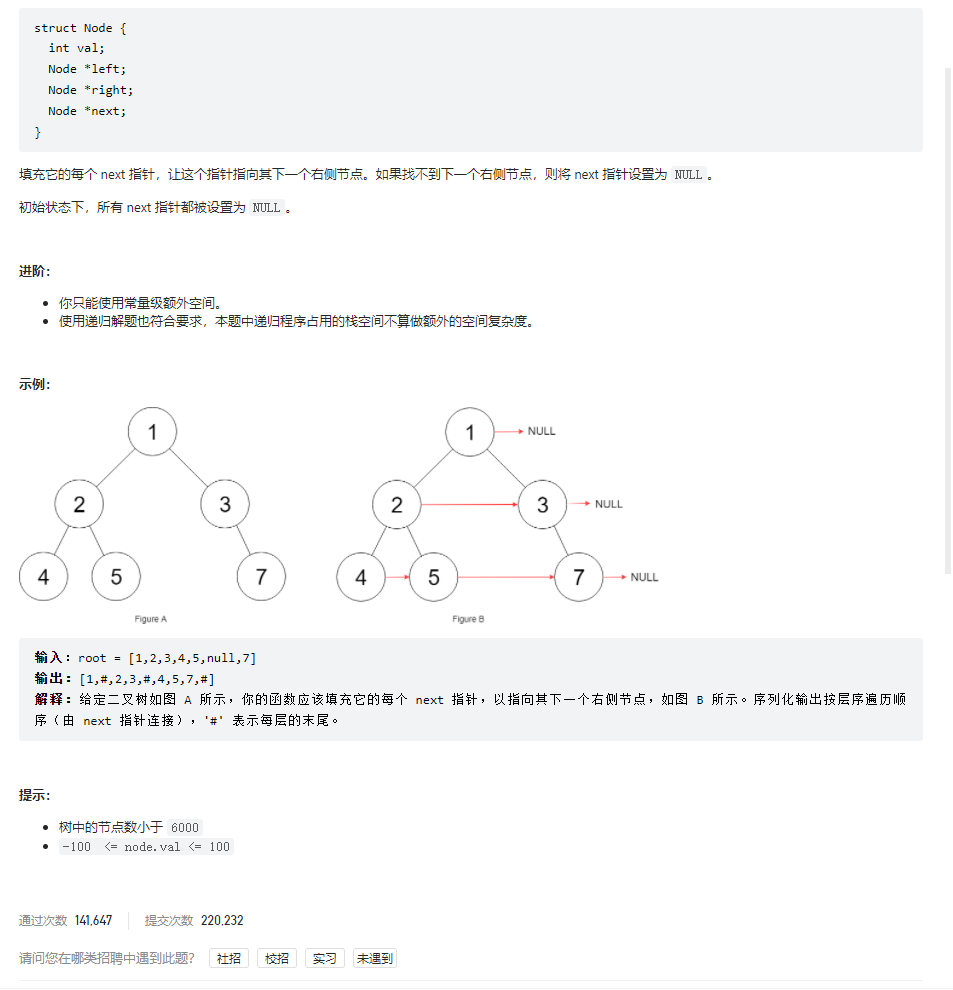 struct Node {
int val;
Node *left;
Node *right;
Node *next;
}
填充它的每个 next 指针，让这个指针指向其下一个右侧节点。如果找不到下一个右侧节点，则将 next 指针设置为 NULL 。
初始状态下，所有 next 指针都被设置为 NULL 。
进阶：
• 你只能使用常量级额外空间。
• 使用递归解题也符合要求，本题中递归程序占用的栈空间不算做额外的空间复杂度。
示例：
1
2 3
4 5 7
Figure A
1 NULL
2 3 NULL
4 5 7 NULL
Figure B
输入：root = [1,2,3,4,5,null,7]
输出：[1,#,2,3,#,4,5,7,#]
解释：给定二叉树如图 A 所示，你的函数应该填充它的每个 next 指针，以指向其下一个右侧节点，如图 B 所示。序列化输出按层序遍历顺
序（由 next 指针连接），'#' 表示每层的末尾。
提示：
• 树中的节点数小于 6000
• -100 <= node.val <= 100
通过次数 141,647 提交次数 220,232
请问您在哪类招聘中遇到此题？ 社招 校招 实习 未遇到